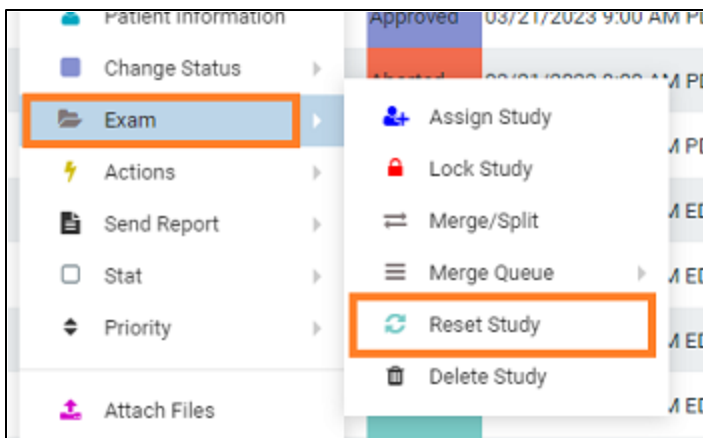 Patient Information
Approved 03/21/2023 9:00 AM
Change Status
Exam
Assign Study
Actions
Lock Study
Send Report
Merge/Split
Stat
Merge Queue
Priority
Reset Study
Delete Study
Attach Files